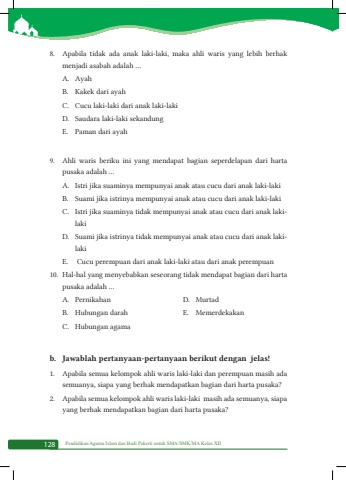 8. Apabila tidak ada anak laki-laki, maka ahli waris yang lebih berhak
menjadi asabah adalah ...
A. Ayah
B. Kakek dari ayah
C. Cucu laki-laki dari anak laki-laki
D. Saudara laki-laki sekandung
E. Paman dari ayah
9. Ahli waris beriku ini yang mendapat bagian seperdelapan dari harta
pusaka adalah ...
A. Istri jika suaminya mempunyai anak atau cucu dari anak laki-laki
B. Suami jika istrinya mempunyai anak atau cucu dari anak laki-laki
C. Istri jika suaminya tidak mempunyai anak atau cucu dari anak laki-
laki
D. Suami jika istrinya tidak mempunyai anak atau cucu dari anak laki-
laki
E. Cucu perempuan dari anak laki-laki atau dari anak perempuan
10. Hal-hal yang menyebabkan seseorang tidak mendapat bagian dari harta
pusaka adalah ...
A. Pernikahan
B. Hubungan darah
C. Hubungan agama
D. Murtad
E. Memerdekakan
b. Jawablah pertanyaan-pertanyaan berikut dengan jelas!
1. Apabila semua kelompok ahli waris laki-laki dan perempuan masih ada
semuanya, siapa yang berhak mendapatkan bagian dari harta pusaka?
2. Apabila semua kelompok ahli waris laki-laki masih ada semuanya, siapa
yang berhak mendapatkan bagian dari harta pusaka?
128 Pendidikan Agama Islam dan Budi Pekerti untuk SMA/SMK/MA Kelas XII